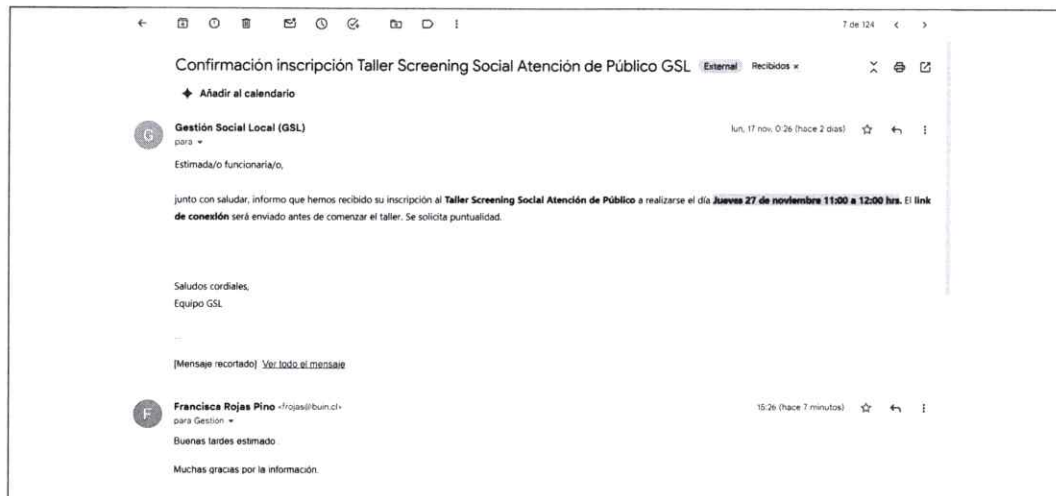 7 de 124
Confirmación inscripción Taller Screening Social Atención de Público GSL External Recibidos x
Añadir al calendario
G
Gestión Social Local (GSL)
lun, 17 nov, 0:26 (hace 2 días)
para
Estimada/o funcionaria/o,
junto con saludar, informo que hemos recibido su inscripción al Taller Screening Social Atención de Público a realizarse el día Jueves 27 de noviembre 11:00 a 12:00 hrs. El link
de conexión será enviado antes de comenzar el taller. Se solicita puntualidad.
Saludos cordiales,
Equipo GSL
...
[Mensaje recortado] Ver todo el mensaje
F
Francisca Rojas Pino <frojas@buin.cl>
15:26 (hace 7 minutos)
para Gestión
Buenas tardes estimado
Muchas gracias por la información.